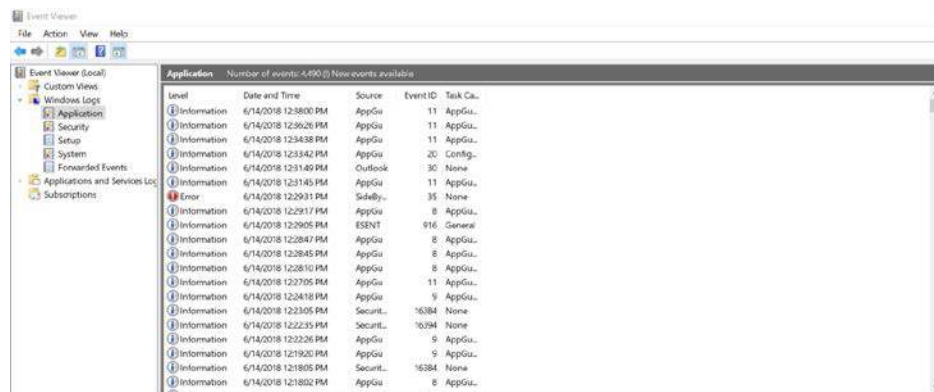 Event Viewer
File Action View Help
Event Viewer (Local)
Custom Views
Windows Logs
Application
Security
Setup
System
Forwarded Events
Applications and Services Log
Subscriptions
Application Number of events: 4,490 (!) New events available
Level Date and Time Source Event ID Task Ca...
Information 6/14/2018 12:38:00 PM AppGu 11 AppGu...
Information 6/14/2018 12:36:26 PM AppGu 11 AppGu...
Information 6/14/2018 12:34:38 PM AppGu 11 AppGu...
Information 6/14/2018 12:33:42 PM AppGu 20 Config...
Information 6/14/2018 12:31:49 PM Outlook 30 None
Information 6/14/2018 12:31:45 PM AppGu 11 AppGu...
Error 6/14/2018 12:29:31 PM SideBy... 35 None
Information 6/14/2018 12:29:17 PM AppGu 8 AppGu...
Information 6/14/2018 12:29:05 PM ESENT 916 General
Information 6/14/2018 12:28:47 PM AppGu 8 AppGu...
Information 6/14/2018 12:28:45 PM AppGu 8 AppGu...
Information 6/14/2018 12:28:10 PM AppGu 8 AppGu...
Information 6/14/2018 12:27:05 PM AppGu 11 AppGu...
Information 6/14/2018 12:24:18 PM AppGu 9 AppGu...
Information 6/14/2018 12:23:05 PM Securit... 16384 None
Information 6/14/2018 12:22:35 PM Securit... 16394 None
Information 6/14/2018 12:22:26 PM AppGu 9 AppGu...
Information 6/14/2018 12:19:20 PM AppGu 9 AppGu...
Information 6/14/2018 12:18:05 PM Securit... 16384 None
Information 6/14/2018 12:18:02 PM AppGu 8 AppGu...